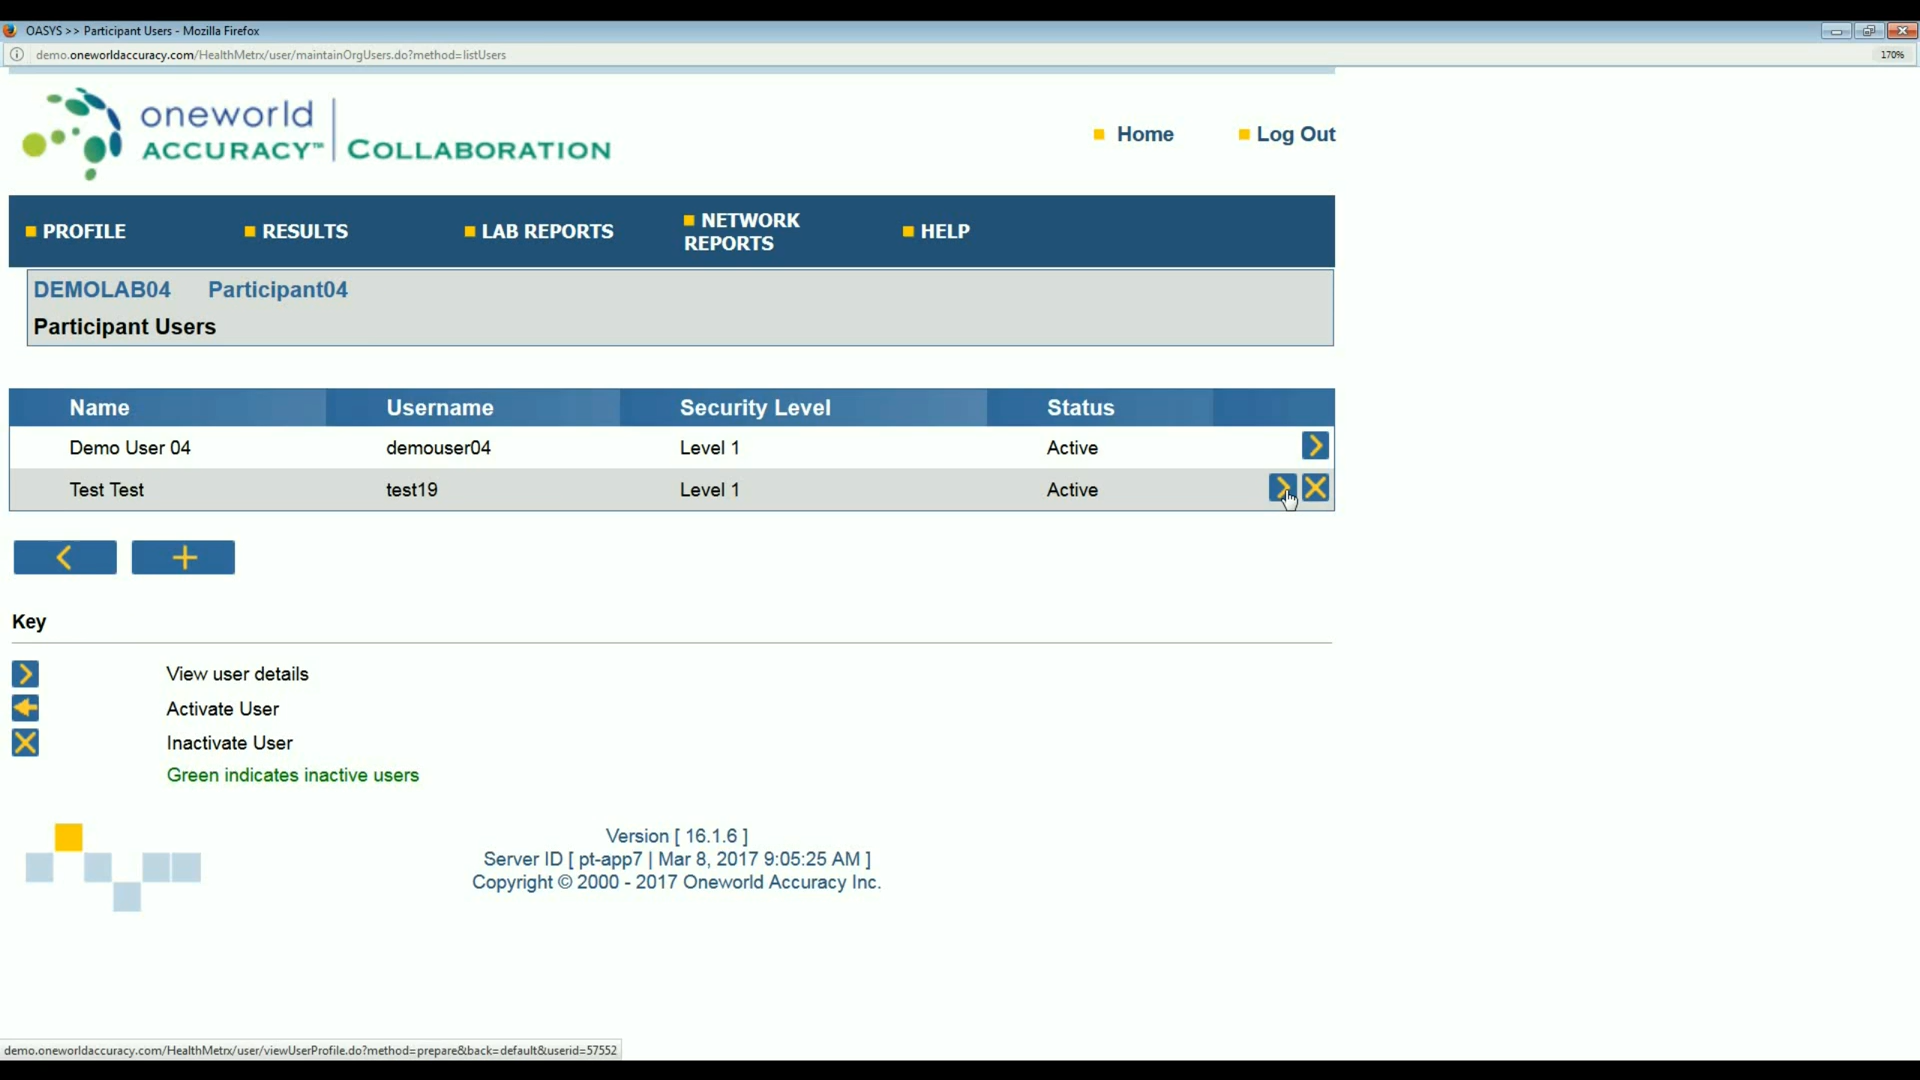 OASYS >> Participant Users - Mozilla Firefox
demo.oneworldaccuracy.com/HealthMetrx/user/maintainOrgUsers.do?method=listUsers
170%
oneworld
ACCURACY™ COLLABORATION
Home Log Out
PROFILE RESULTS LAB REPORTS NETWORK REPORTS HELP
DEMOLAB04 Participant04
Participant Users
Name Username Security Level Status
Demo User 04 demouser04 Level 1 Active
Test Test test19 Level 1 Active
Key
View user details
Activate User
Inactivate User
Green indicates inactive users
Version [ 16.1.6 ]
Server ID [ pt-app7 | Mar 8, 2017 9:05:25 AM ]
Copyright © 2000 - 2017 Oneworld Accuracy Inc.
demo.oneworldaccuracy.com/HealthMetrx/user/viewUserProfile.do?method=prepare&back=default&userid=57552